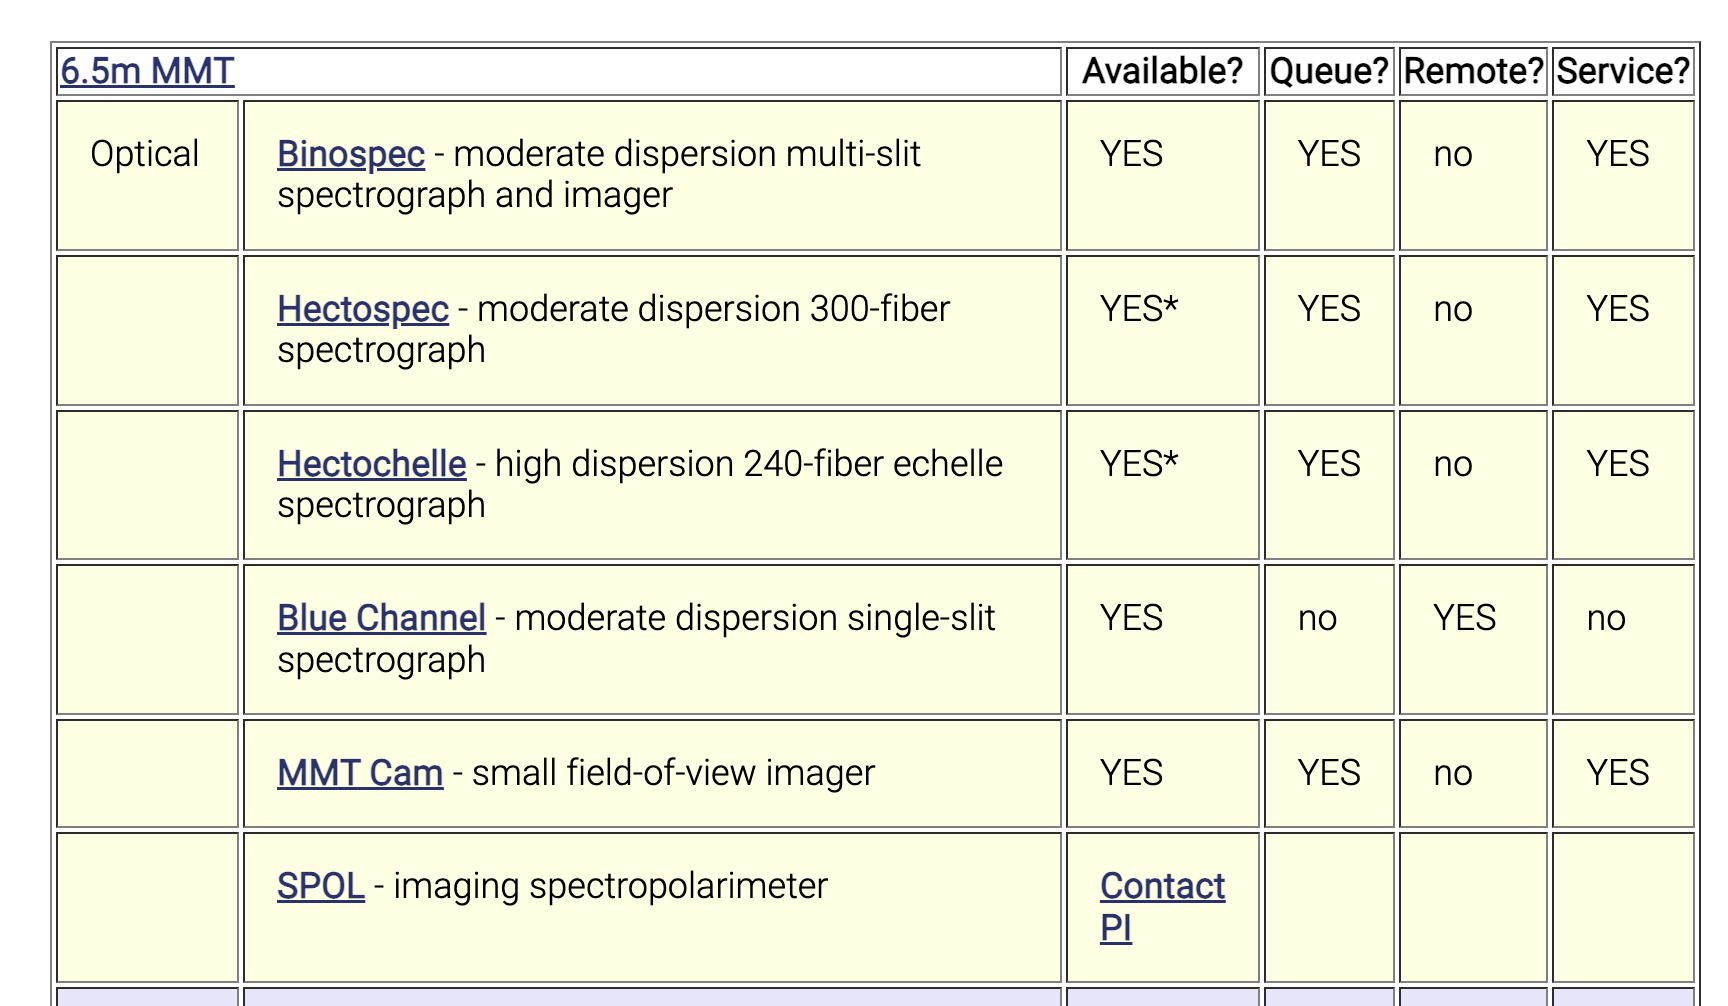 6.5m MMT Available? Queue? Remote? Service?
Optical Binospec - moderate dispersion multi-slit YES YES no YES
spectrograph and imager
Hectospec - moderate dispersion 300-fiber YES* YES no YES
spectrograph
Hectochelle - high dispersion 240-fiber echelle YES* YES no YES
spectrograph
Blue Channel - moderate dispersion single-slit YES no YES no
spectrograph
MMT Cam - small field-of-view imager YES YES no YES
SPOL - imaging spectropolarimeter Contact
PI